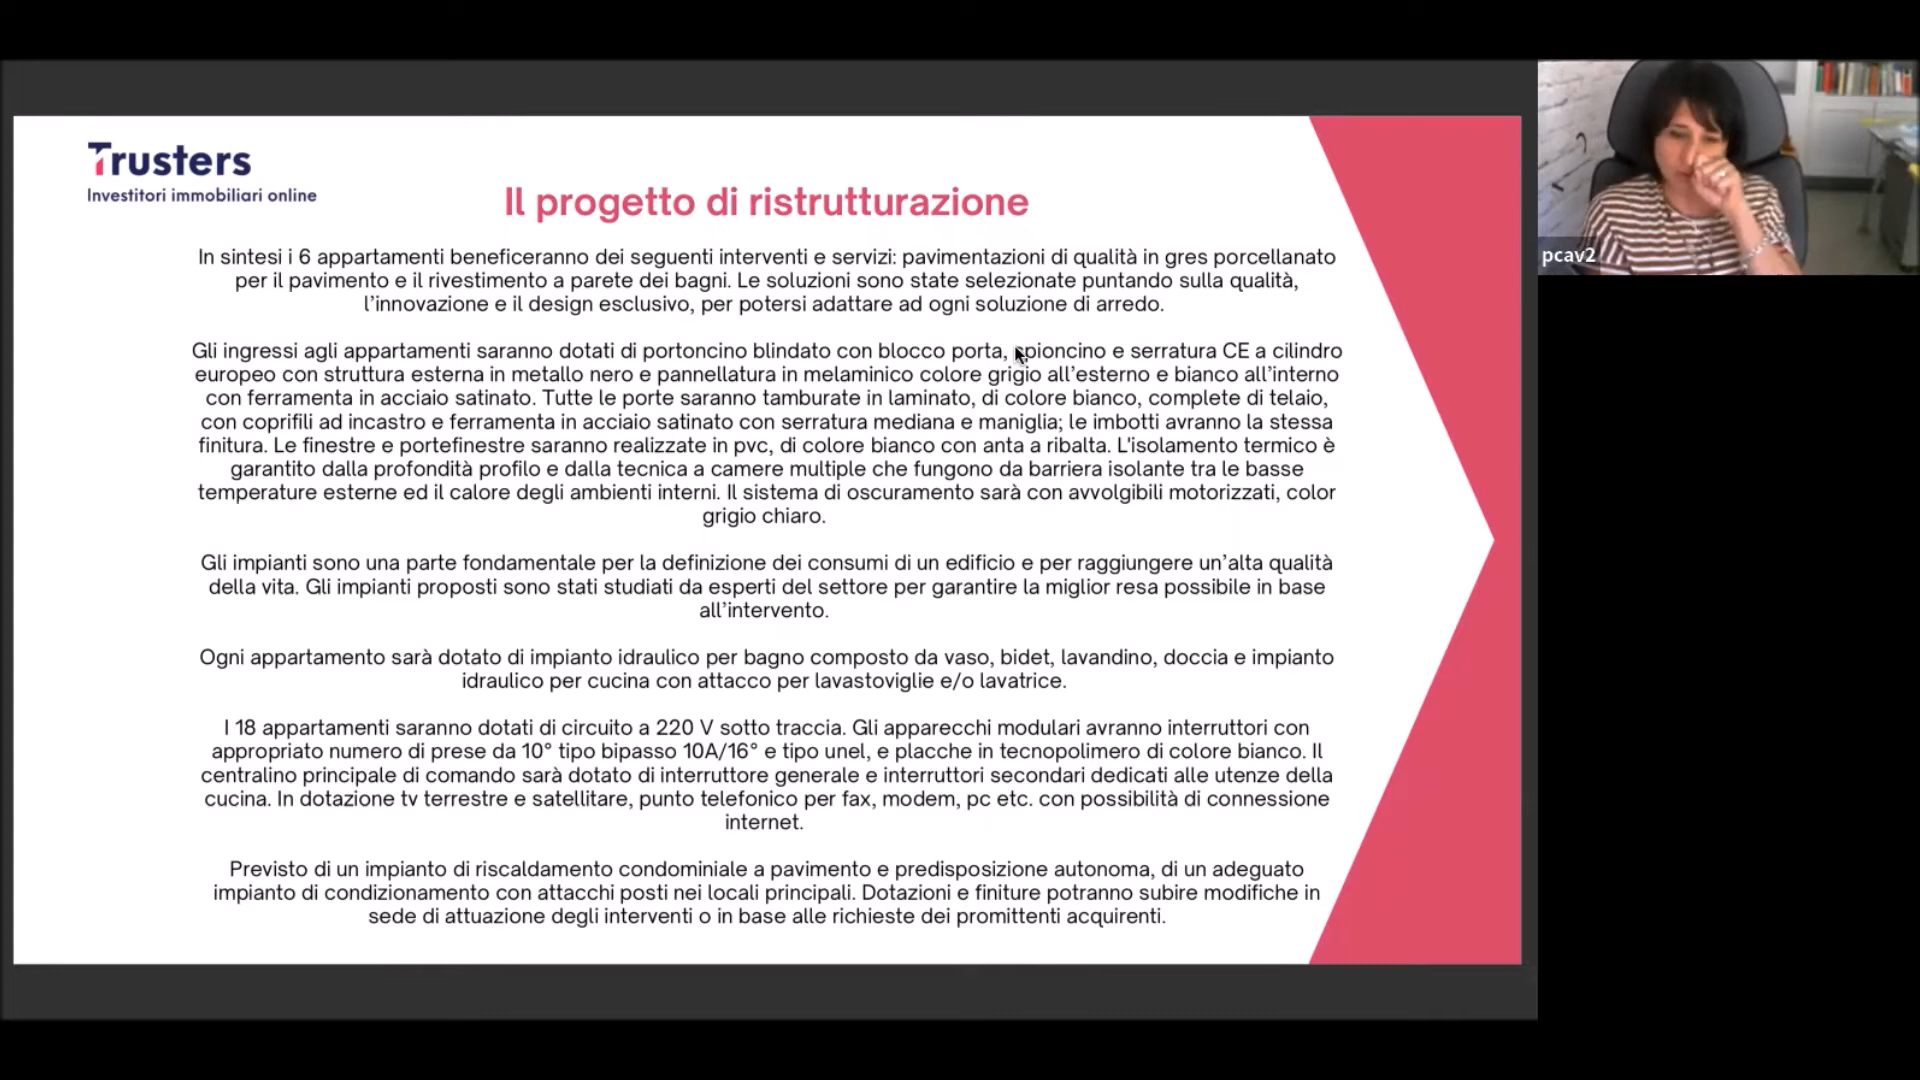 Trusters
Investitori immobiliari online
Il progetto di ristrutturazione
In sintesi i 6 appartamenti beneficeranno dei seguenti interventi e servizi: pavimentazioni di qualità in gres porcellanato
per il pavimento e il rivestimento a parete dei bagni. Le soluzioni sono state selezionate puntando sulla qualità,
l’innovazione e il design esclusivo, per potersi adattare ad ogni soluzione di arredo.
Gli ingressi agli appartamenti saranno dotati di portoncino blindato con blocco porta, spioncino e serratura CE a cilindro
europeo con struttura esterna in metallo nero e pannellatura in melaminico colore grigio all’esterno e bianco all’interno
con ferramenta in acciaio satinato. Tutte le porte saranno tamburate in laminato, di colore bianco, complete di telaio,
con coprifili ad incastro e ferramenta in acciaio satinato con serratura mediana e maniglia; le imbotti avranno la stessa
finitura. Le finestre e portefinestre saranno realizzate in pvc, di colore bianco con anta a ribalta. L'isolamento termico è
garantito dalla profondità profilo e dalla tecnica a camere multiple che fungono da barriera isolante tra le basse
temperature esterne ed il calore degli ambienti interni. Il sistema di oscuramento sarà con avvolgibili motorizzati, color
grigio chiaro.
Gli impianti sono una parte fondamentale per la definizione dei consumi di un edificio e per raggiungere un’alta qualità
della vita. Gli impianti proposti sono stati studiati da esperti del settore per garantire la miglior resa possibile in base
all’intervento.
Ogni appartamento sarà dotato di impianto idraulico per bagno composto da vaso, bidet, lavandino, doccia e impianto
idraulico per cucina con attacco per lavastoviglie e/o lavatrice.
I 18 appartamenti saranno dotati di circuito a 220 V sotto traccia. Gli apparecchi modulari avranno interruttori con
appropriato numero di prese da 10° tipo bipasso 10A/16° e tipo unel, e placche in tecnopolimero di colore bianco. Il
centralino principale di comando sarà dotato di interruttore generale e interruttori secondari dedicati alle utenze della
cucina. In dotazione tv terrestre e satellitare, punto telefonico per fax, modem, pc etc. con possibilità di connessione
internet.
Previsto di un impianto di riscaldamento condominiale a pavimento e predisposizione autonoma, di un adeguato
impianto di condizionamento con attacchi posti nei locali principali. Dotazioni e finiture potranno subire modifiche in
sede di attuazione degli interventi o in base alle richieste dei promittenti acquirenti.
pcav2